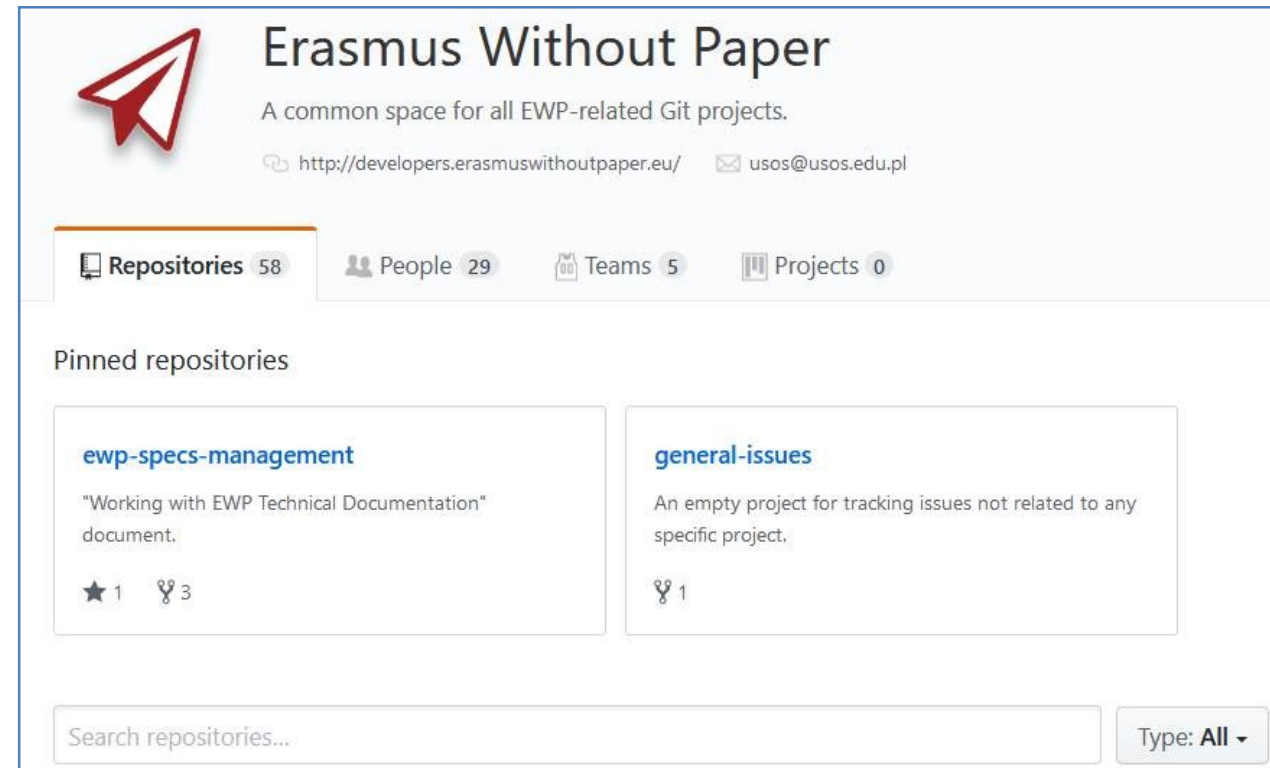 Erasmus Without Paper
A common space for all EWP-related Git projects.
http://developers.erasmuswithoutpaper.eu/ usos@usos.edu.pl
Repositories 58 People 29 Teams 5 Projects 0
Pinned repositories
ewp-specs-management
"Working with EWP Technical Documentation"
document.
1 3
general-issues
An empty project for tracking issues not related to any
specific project.
1
Search repositories...
Type: All